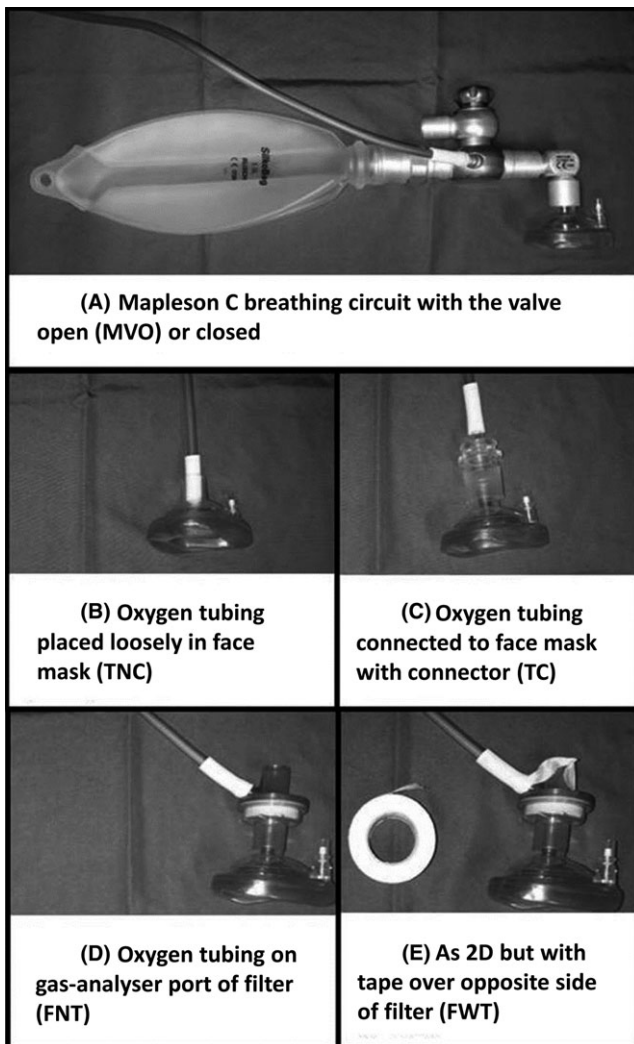 Silkobag
(A) Mapleson C breathing circuit with the valve
open (MVO) or closed
(B) Oxygen tubing
placed loosely in face
mask (TNC)
(C) Oxygen tubing
connected to face mask
with connector (TC)
(D) Oxygen tubing on
gas-analyser port of filter
(FNT)
(E) As 2D but with
tape over opposite side
of filter (FWT)